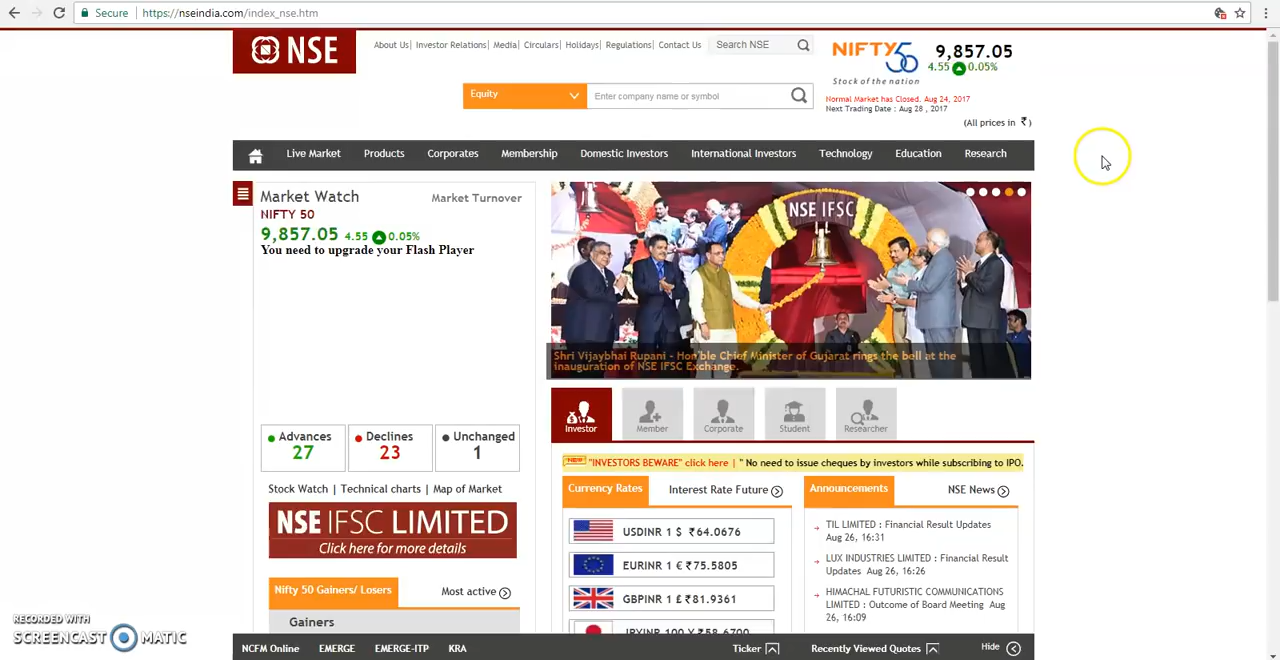 Secure
https://nseindia.com/index_nse.htm
NSE
About Us| Investor Relations| Media| Circulars| Holidays| Regulations| Contact Us
Search NSE
NIFTY 50
Stock of the nation
9,857.05
4.55 0.05%
Normal Market has Closed. Aug 24, 2017
Next Trading Date : Aug 28 , 2017
(All prices in ₹)
Equity
Enter company name or symbol
Live Market Products Corporates Membership Domestic Investors International Investors Technology Education Research
Market Watch
Market Turnover
NIFTY 50
9,857.05 4.55 0.05%
You need to upgrade your Flash Player
NSE IFSC
Shri Vijaybhai Rupani - Hon'ble Chief Minister of Gujarat rings the bell at the
inauguration of NSE IFSC Exchange.
Advances
27
Declines
23
Unchanged
1
Stock Watch | Technical charts | Map of Market
NSE IFSC LIMITED
Click here for more details
Nifty 50 Gainers/ Losers
Most active
Gainers
Investor
Member
Corporate
Student
Researcher
NEW "INVESTORS BEWARE" click here | " No need to issue cheques by investors while subscribing to IPO.
Currency Rates
Interest Rate Future
USDINR 1 $ ₹64.0676
EURINR 1 € ₹75.5805
GBPINR 1 £ ₹81.9361
JPYINR 100 ¥ ₹58.6700
Announcements
NSE News
TIL LIMITED : Financial Result Updates
Aug 26, 16:31
LUX INDUSTRIES LIMITED : Financial Result
Updates Aug 26, 16:26
HIMACHAL FUTURISTIC COMMUNICATIONS
LIMITED : Outcome of Board Meeting Aug
26, 16:09
RECORDED WITH
SCREENCAST MATIC
NCFM Online EMERGE EMERGE-ITP KRA
Ticker
Recently Viewed Quotes
Hide